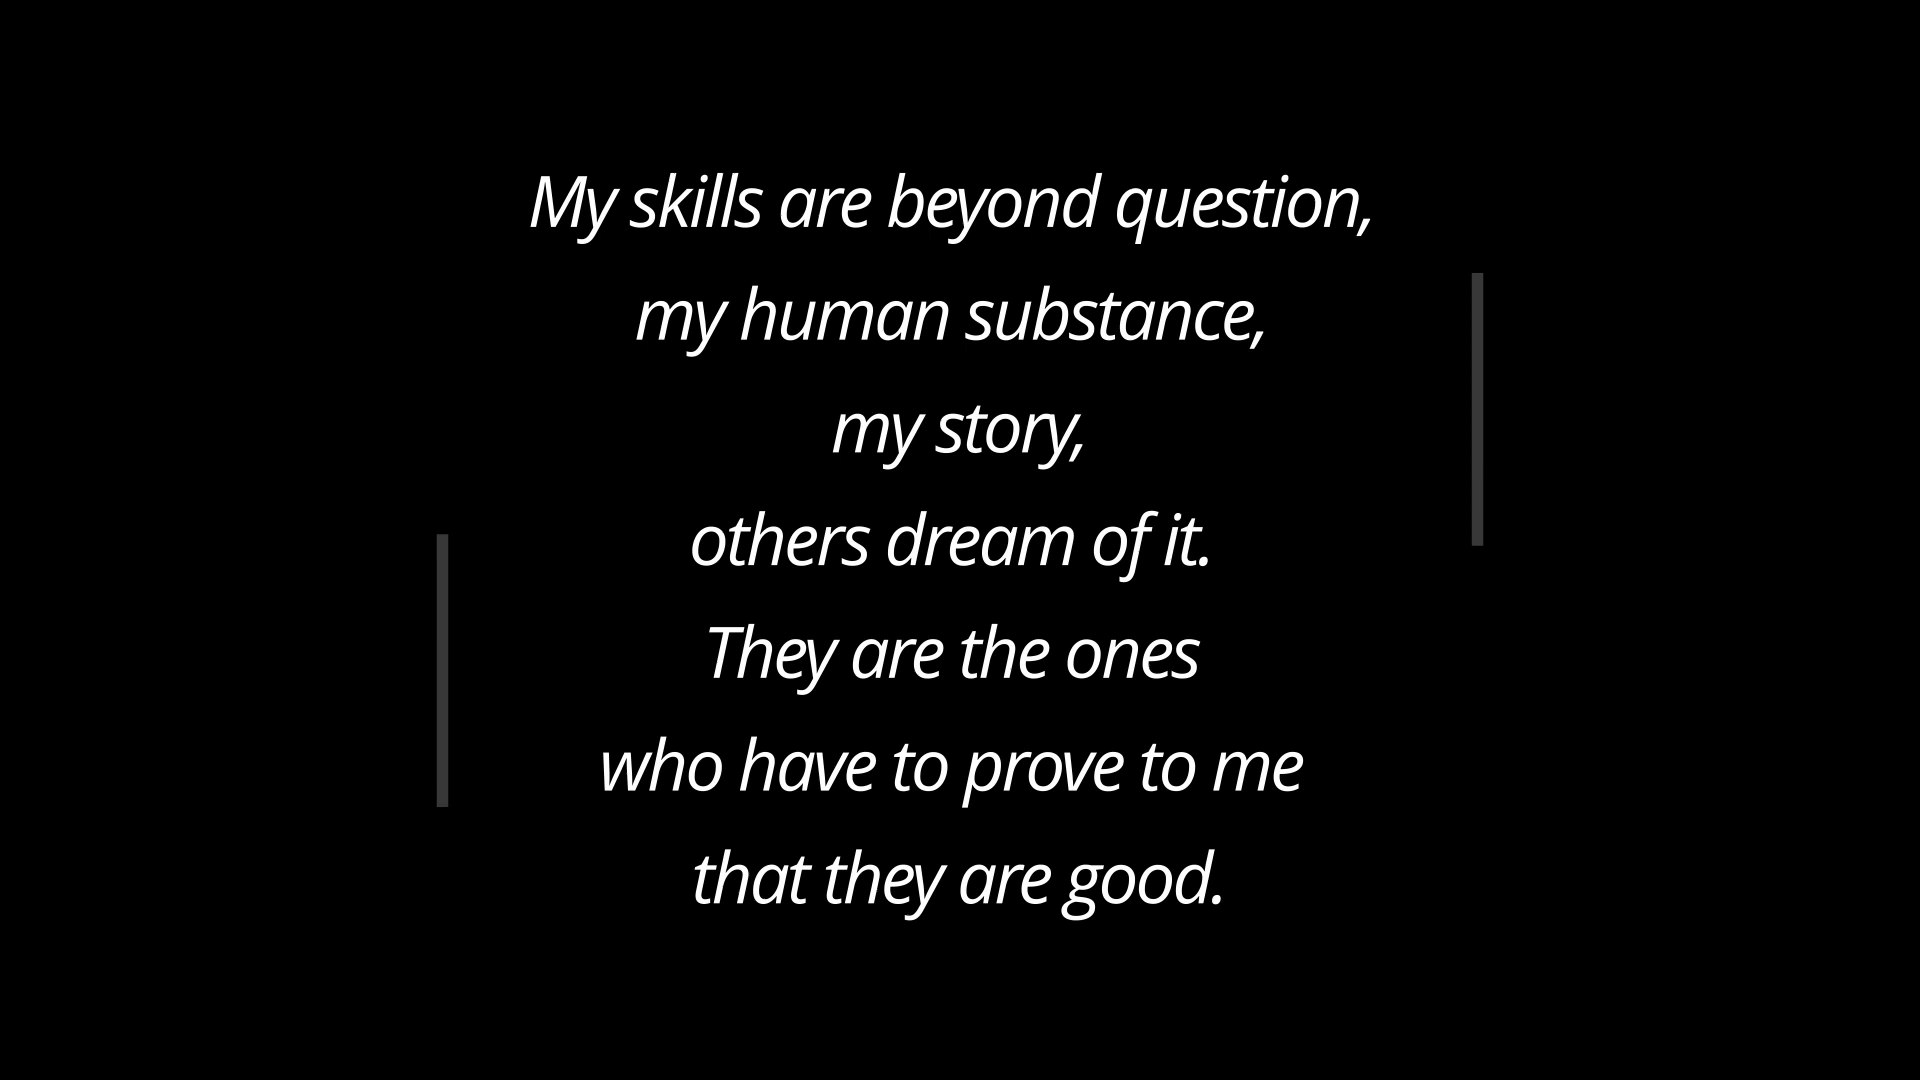 My skills are beyond question,
my human substance,
my story,
others dream of it.
They are the ones
who have to prove to me
that they are good.